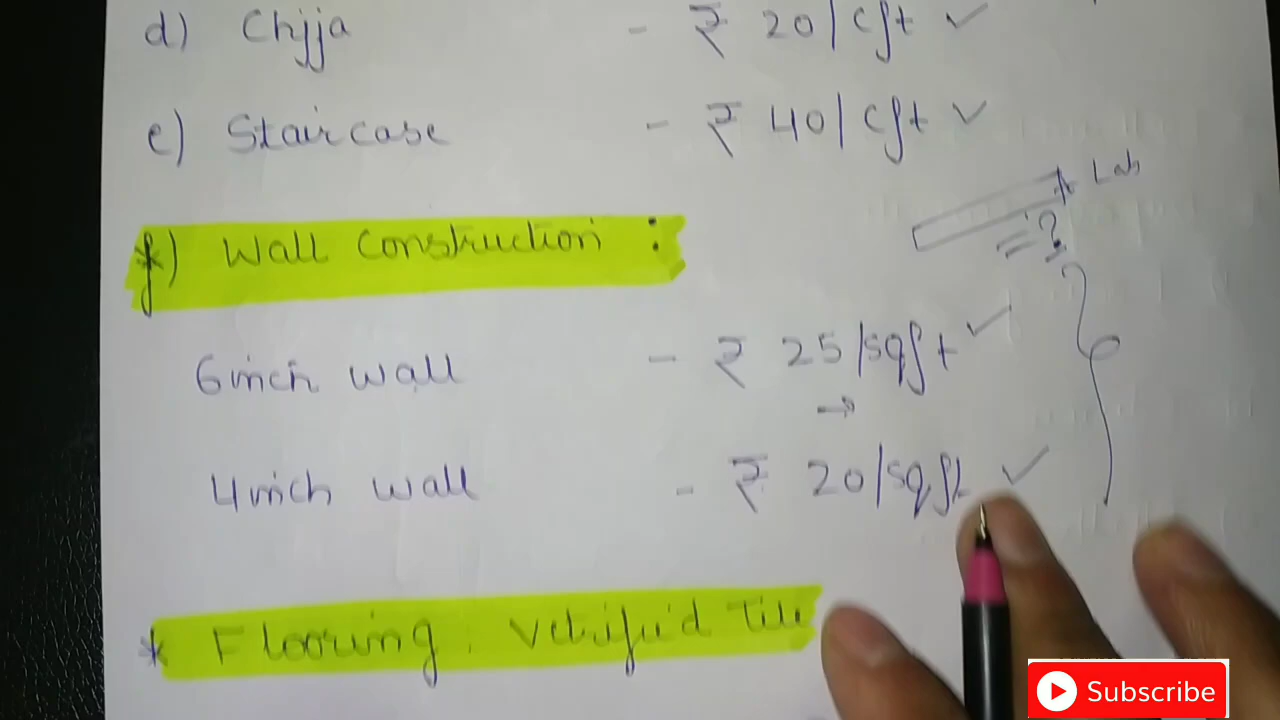 d) Chjja - ₹ 20/cft ✓
e) Staircase - ₹ 40/cft ✓
Lab
f) Wall construction :
= ?
6inch wall - ₹ 25/sqft ✓
→
4inch wall - ₹ 20/sqft ✓
* Flooring : Vetrified tile
Subscribe